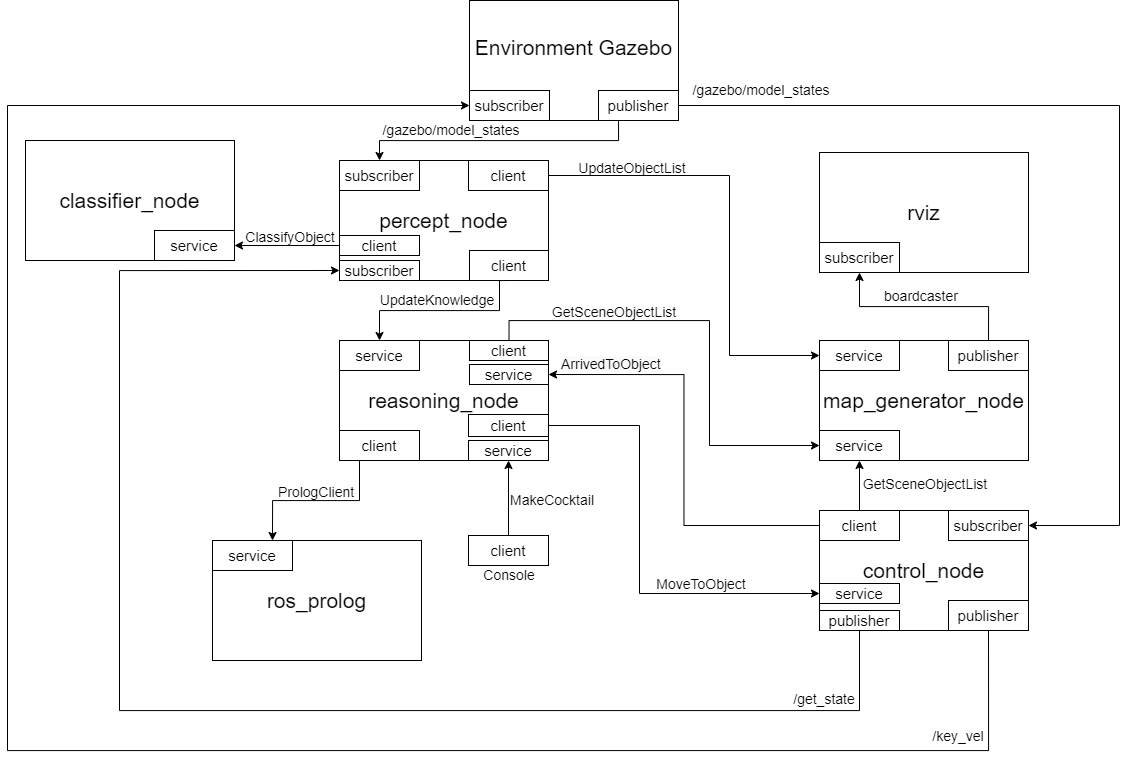 Environment Gazebo
subscriber
publisher
/gazebo/model_states
/gazebo/model_states
classifier_node
service
ClassifyObject
subscriber
client
percept_node
client
subscriber
client
UpdateObjectList
rviz
subscriber
boardcaster
UpdateKnowledge
GetSceneObjectList
service
client
service
ArrivedToObject
reasoning_node
client
client
service
service
publisher
map_generator_node
service
PrologClient
MakeCocktail
GetSceneObjectList
service
ros_prolog
client
Console
client
subscriber
control_node
MoveToObject
service
publisher
publisher
/get_state
/key_vel